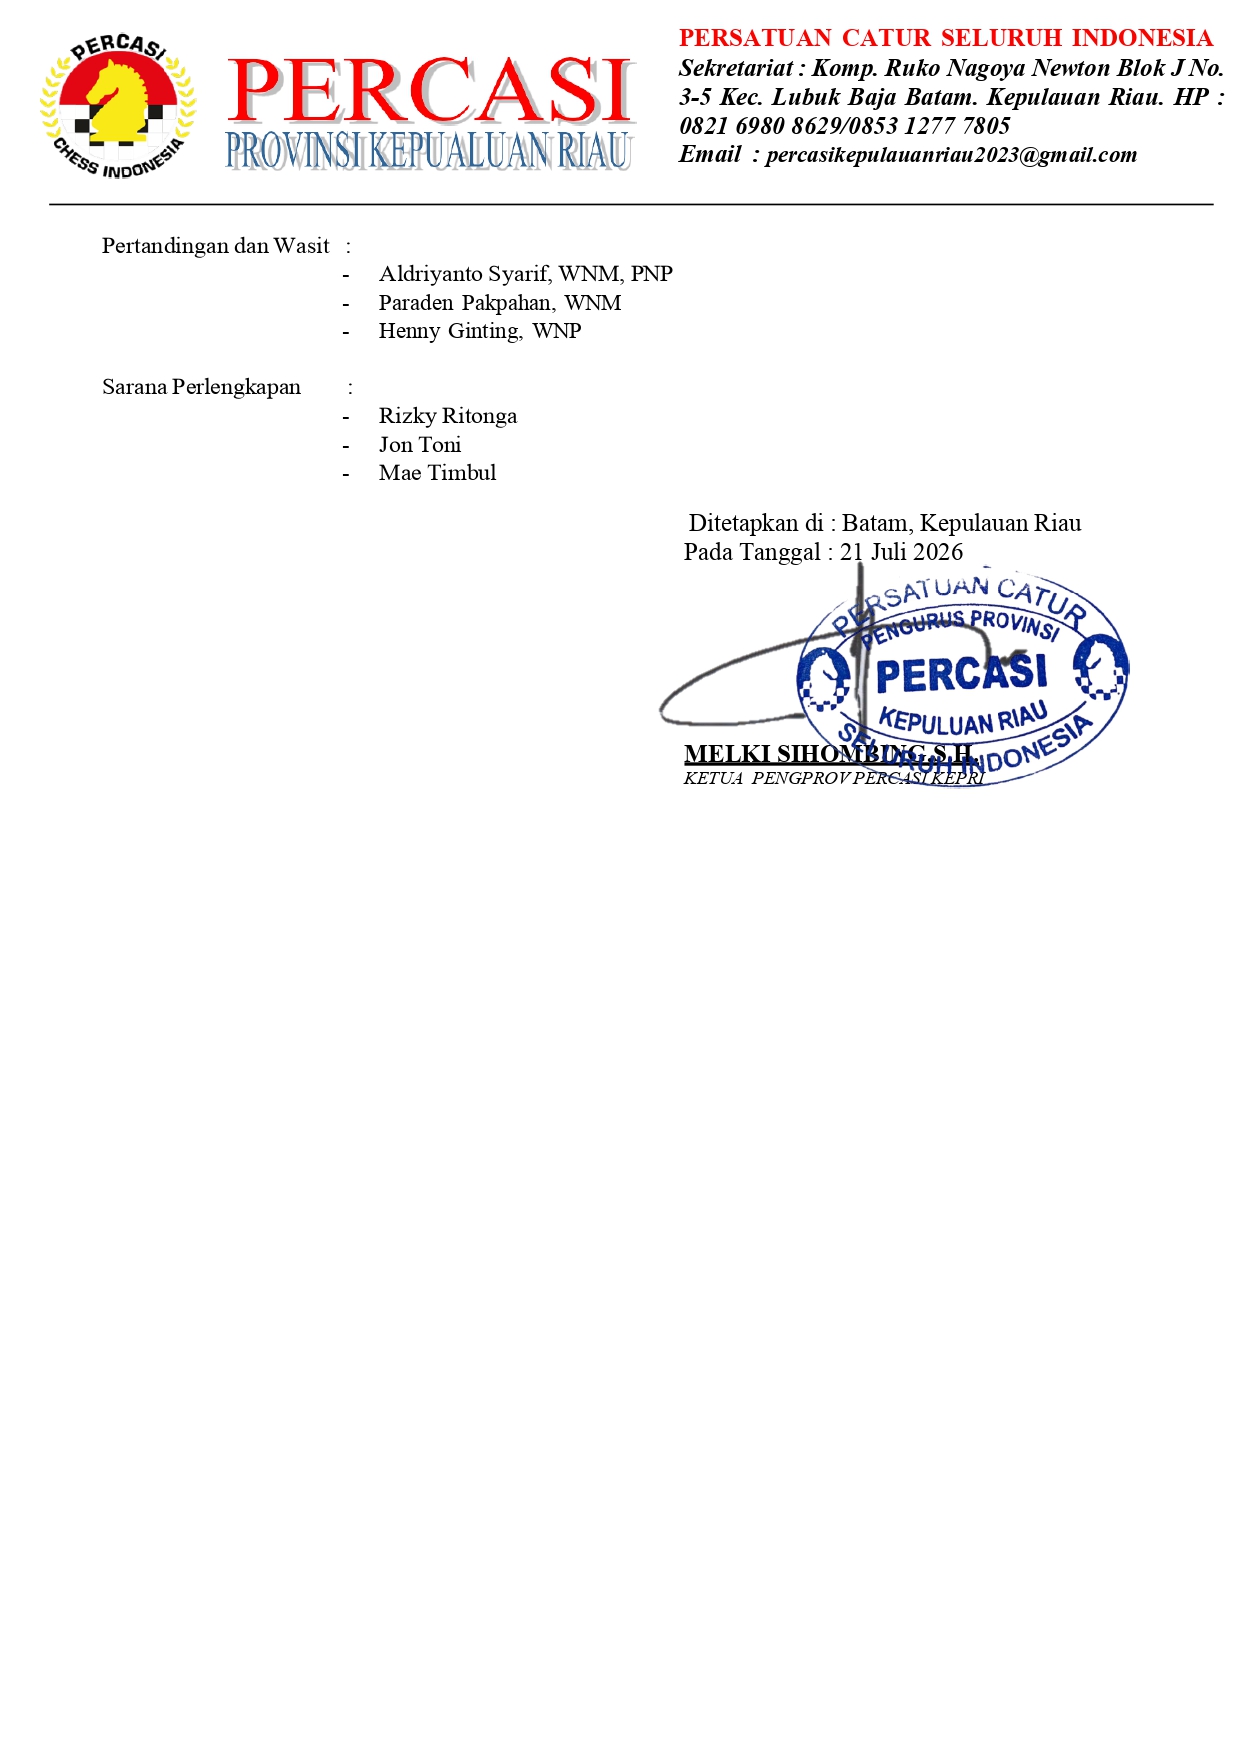 PERCASI
CHESS INDONESIA
PERCASI
PROVINSI KEPUALUAN RIAU
PERSATUAN CATUR SELURUH INDONESIA
Sekretariat : Komp. Ruko Nagoya Newton Blok J No.
3-5 Kec. Lubuk Baja Batam. Kepulauan Riau. HP :
0821 6980 8629/0853 1277 7805
Email : percasikepulauanriau2023@gmail.com
Pertandingan dan Wasit :
- Aldriyanto Syarif, WNM, PNP
- Paraden Pakpahan, WNM
- Henny Ginting, WNP
Sarana Perlengkapan :
- Rizky Ritonga
- Jon Toni
- Mae Timbul
Ditetapkan di : Batam, Kepulauan Riau
Pada Tanggal : 21 Juli 2026
PERSATUAN CATUR
PENGURUS PROVINSI
PERCASI
KEPULUAN RIAU
SELURUH INDONESIA
MELKI SIHOMBING.S.H.
KETUA PENGPROV PERCASI KEPRI